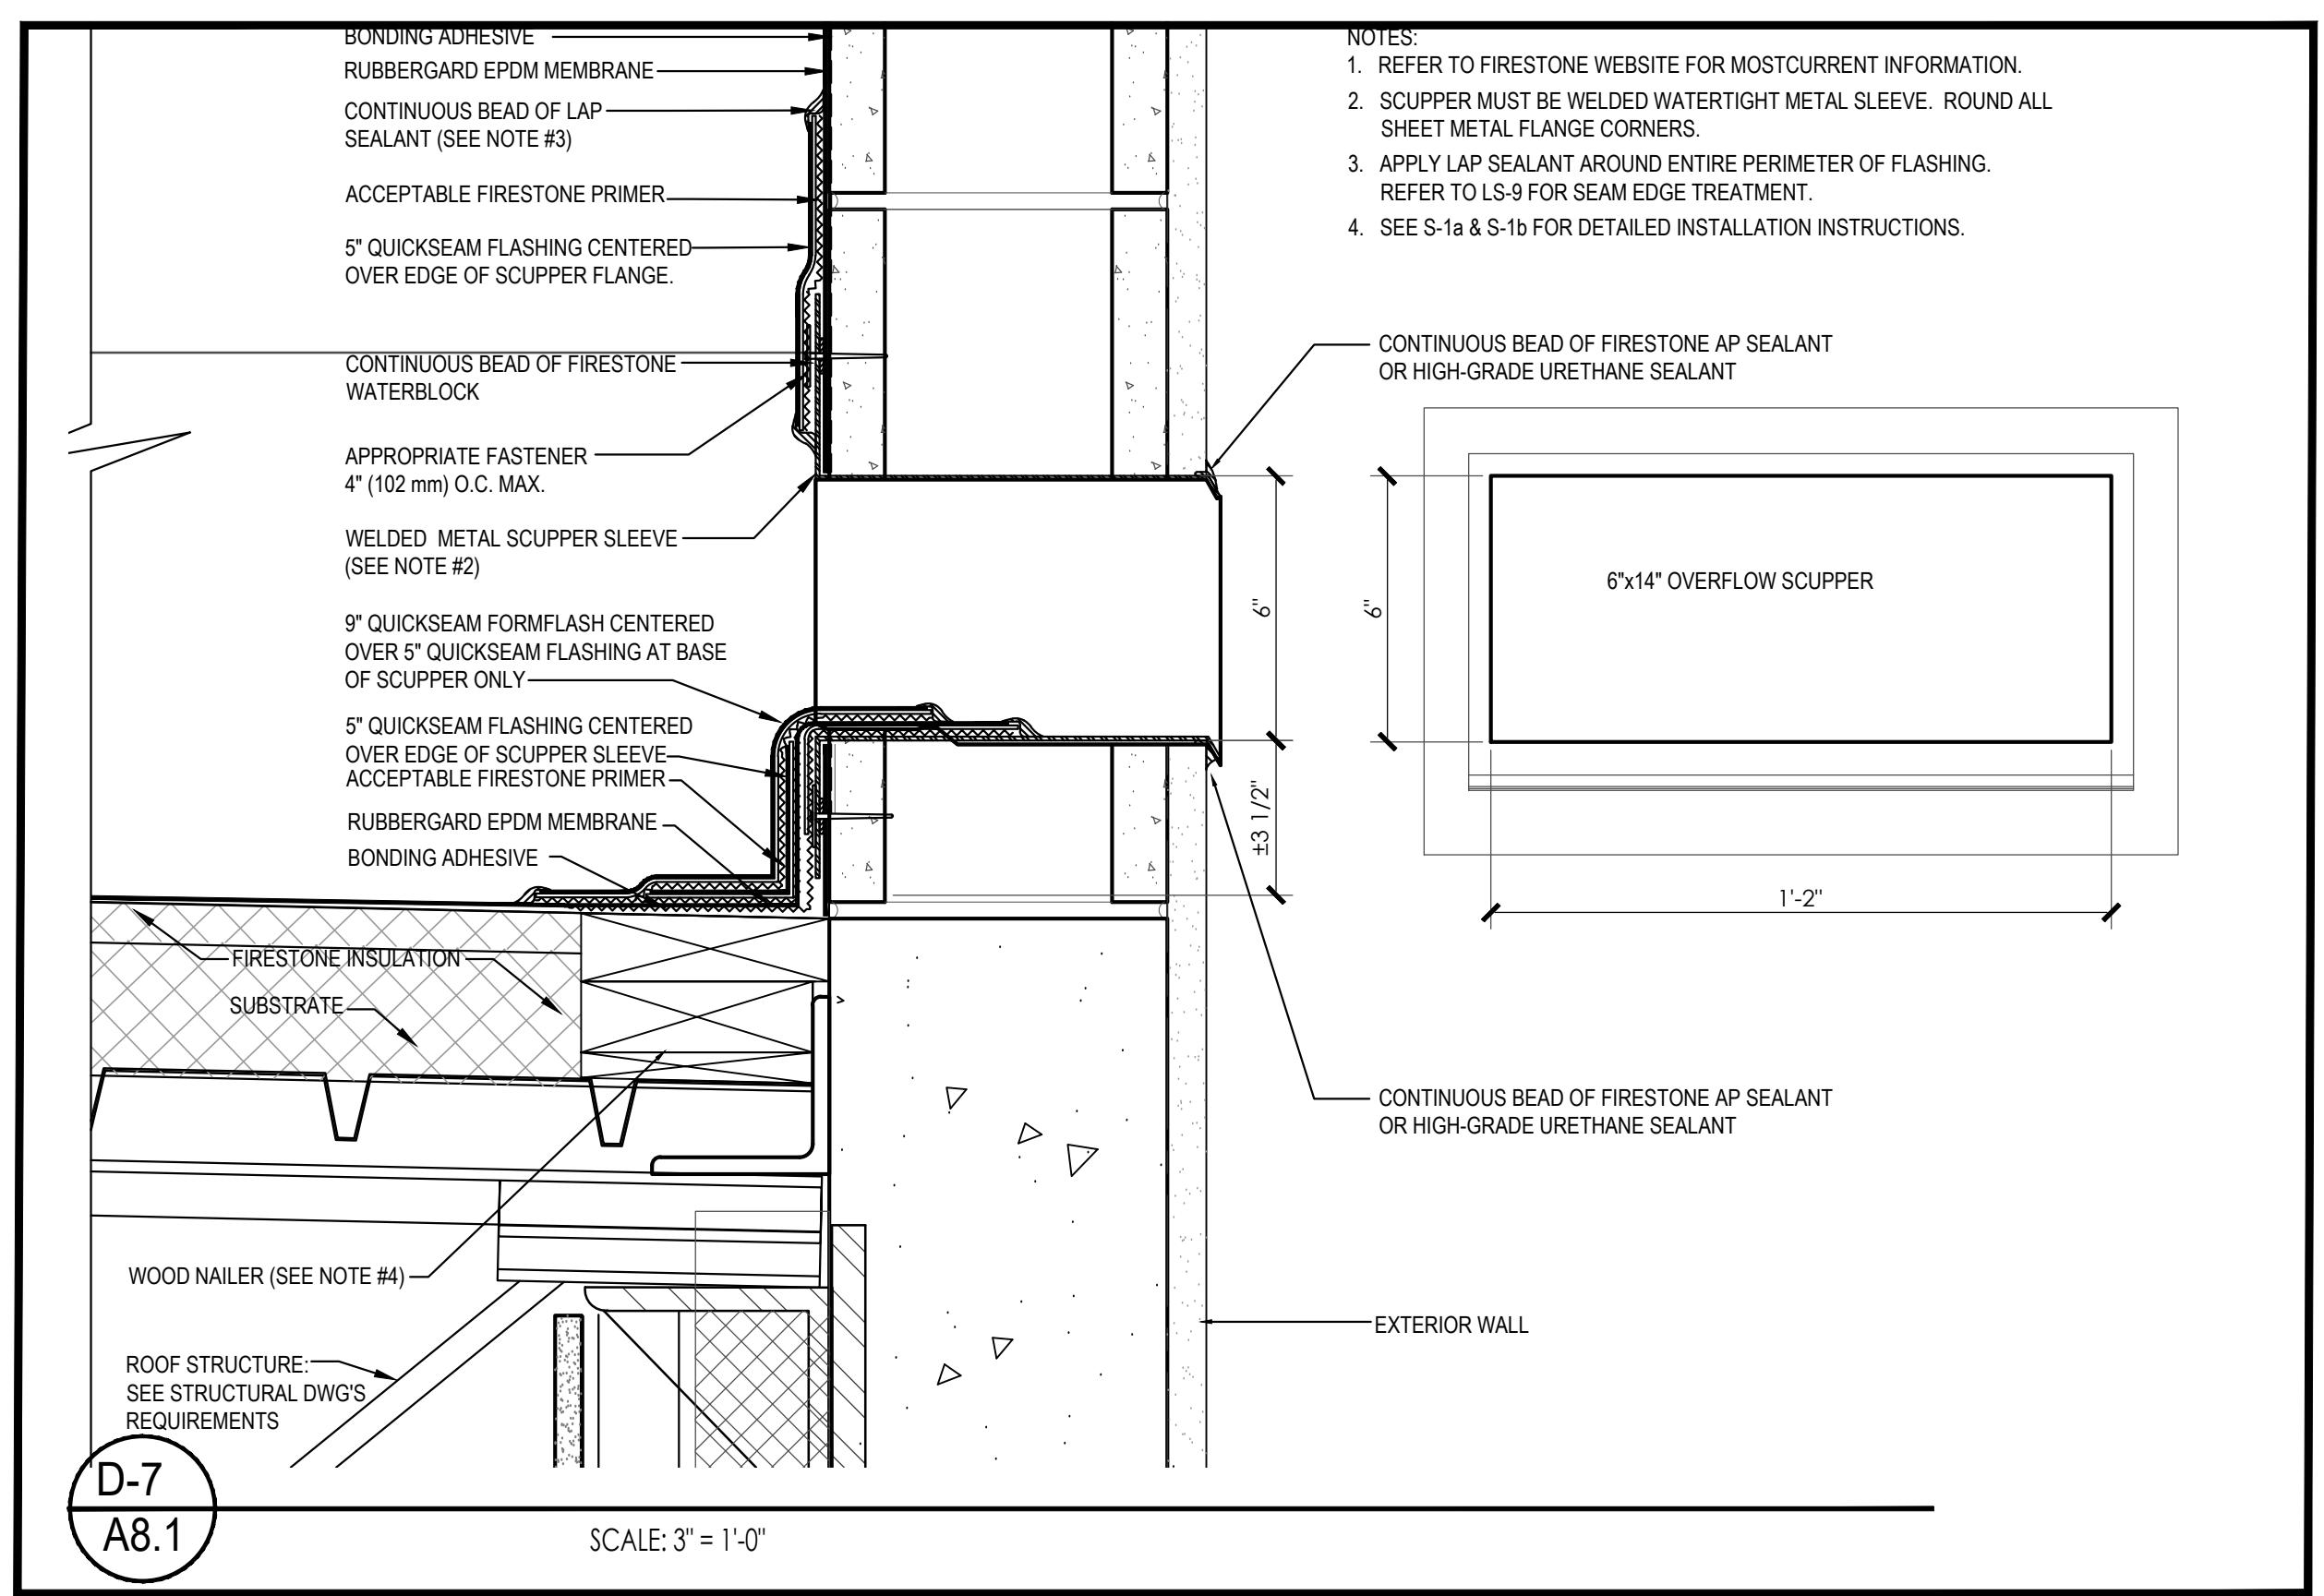 BONDING ADHESIVE
RUBBERGARD EPDM MEMBRANE
CONTINUOUS BEAD OF LAP
SEALANT (SEE NOTE #3)
ACCEPTABLE FIRESTONE PRIMER
5" QUICKSEAM FLASHING CENTERED
OVER EDGE OF SCUPPER FLANGE.
CONTINUOUS BEAD OF FIRESTONE
WATERBLOCK
APPROPRIATE FASTENER
4" (102 mm) O.C. MAX.
WELDED METAL SCUPPER SLEEVE
(SEE NOTE #2)
9" QUICKSEAM FORMFLASH CENTERED
OVER 5" QUICKSEAM FLASHING AT BASE
OF SCUPPER ONLY
5" QUICKSEAM FLASHING CENTERED
OVER EDGE OF SCUPPER SLEEVE
ACCEPTABLE FIRESTONE PRIMER
RUBBERGARD EPDM MEMBRANE
BONDING ADHESIVE
FIRESTONE INSULATION
SUBSTRATE
WOOD NAILER (SEE NOTE #4)
ROOF STRUCTURE:
SEE STRUCTURAL DWG'S
REQUIREMENTS
NOTES:
1. REFER TO FIRESTONE WEBSITE FOR MOSTCURRENT INFORMATION.
2. SCUPPER MUST BE WELDED WATERTIGHT METAL SLEEVE. ROUND ALL
SHEET METAL FLANGE CORNERS.
3. APPLY LAP SEALANT AROUND ENTIRE PERIMETER OF FLASHING.
REFER TO LS-9 FOR SEAM EDGE TREATMENT.
4. SEE S-1a & S-1b FOR DETAILED INSTALLATION INSTRUCTIONS.
CONTINUOUS BEAD OF FIRESTONE AP SEALANT
OR HIGH-GRADE URETHANE SEALANT
6"
6"
6"x14" OVERFLOW SCUPPER
±3 1/2"
1'-2"
CONTINUOUS BEAD OF FIRESTONE AP SEALANT
OR HIGH-GRADE URETHANE SEALANT
EXTERIOR WALL
D-7
A8.1
SCALE: 3" = 1'-0"